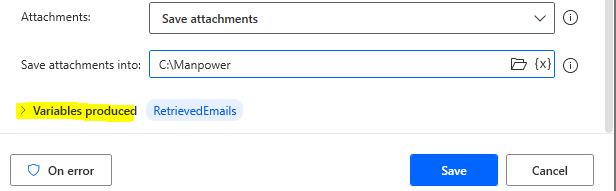 Attachments: Save attachments
Save attachments into: C:\Manpower {x}
Variables produced RetrievedEmails
On error Save Cancel